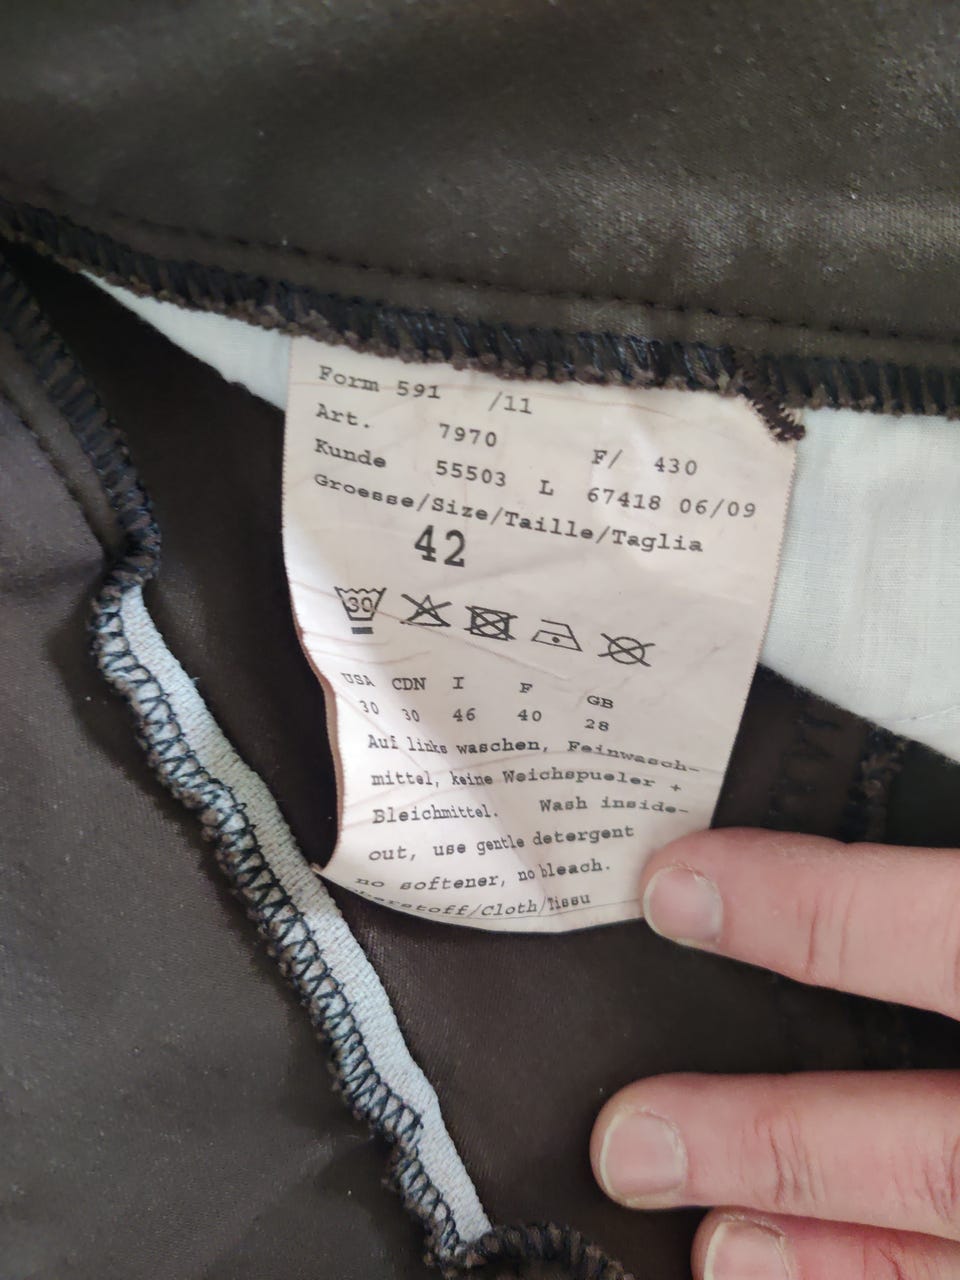 Form 591 /11
Art. 7970 F/ 430
Kunde 55503 L 67418 06/09
Groesse/Size/Taille/Taglia
42
30
USA CDN I F GB
30 30 46 40 28
Auf links waschen, Feinwasch-
mittel, keine Weichspueler +
Bleichmittel. Wash inside-
out, use gentle detergent
no softener, no bleach.
/Cloth/Tissu